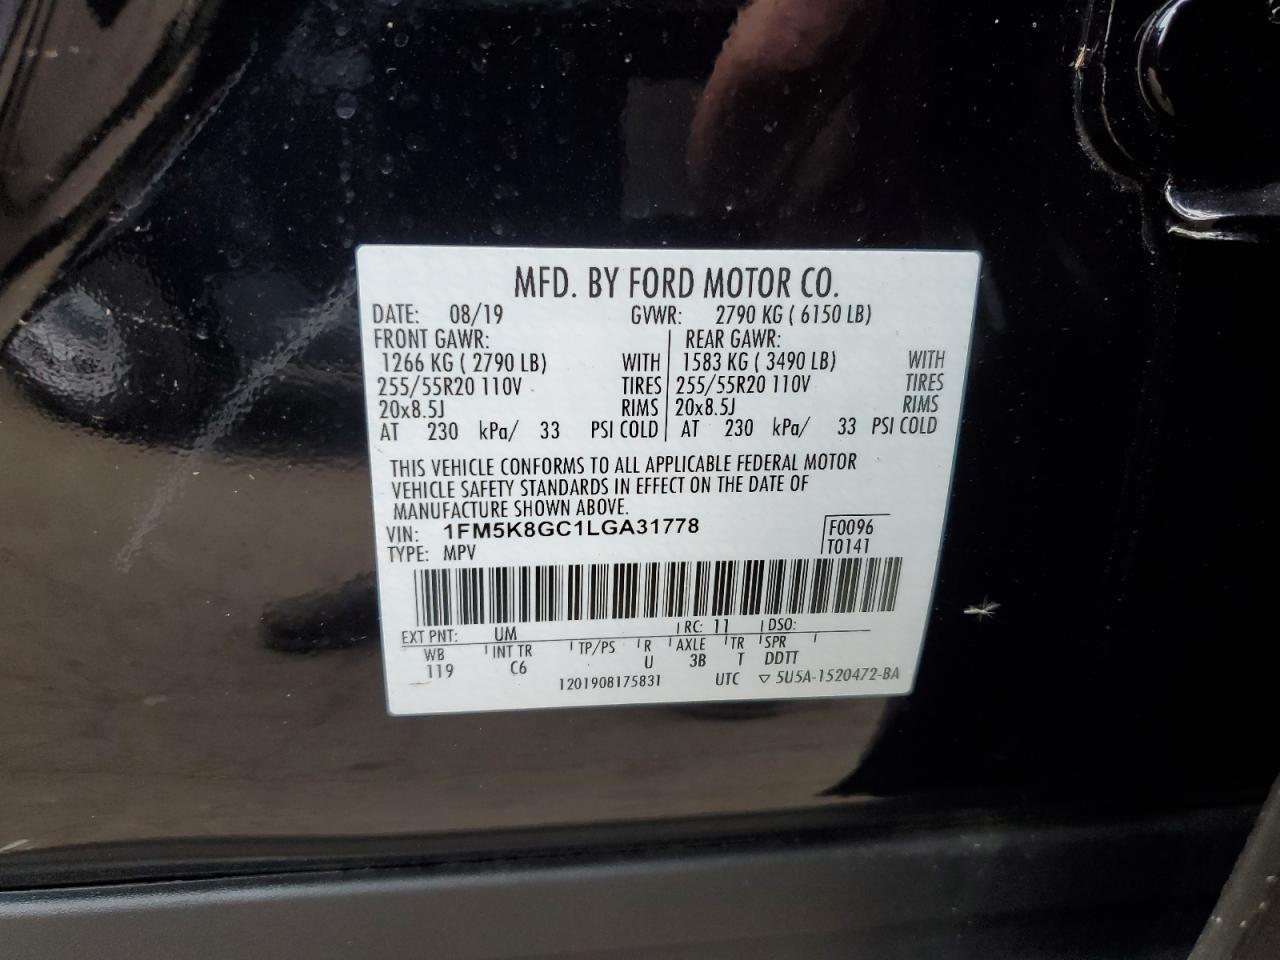 MFD. BY FORD MOTOR CO.
DATE: 08/19 GVWR: 2790 KG ( 6150 LB)
FRONT GAWR: REAR GAWR:
1266 KG ( 2790 LB) WITH 1583 KG ( 3490 LB) WITH
255/55R20 110V TIRES 255/55R20 110V TIRES
20x8.5J RIMS 20x8.5J RIMS
AT 230 kPa/ 33 PSI COLD AT 230 kPa/ 33 PSI COLD
THIS VEHICLE CONFORMS TO ALL APPLICABLE FEDERAL MOTOR
VEHICLE SAFETY STANDARDS IN EFFECT ON THE DATE OF
MANUFACTURE SHOWN ABOVE.
VIN: 1FM5K8GC1LGA31778 F0096
TYPE: MPV T0141
EXT PNT: UM RC: 11 DSO:
WB INT TR TP/PS R AXLE TR SPR
119 C6 U 3B T DDTT
1201908175831 UTC ▽ 5U5A-1520472-BA